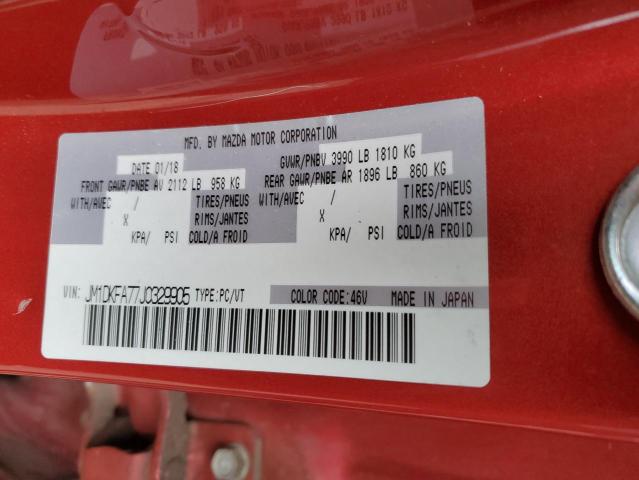 MFD. BY MAZDA MOTOR CORPORATION
DATE 01/18 GVWR/PNBV 3990 LB 1810 KG
FRONT GAWR/PNBE AV 2112 LB 958 KG REAR GAWR/PNBE AR 1896 LB 860 KG
WITH/AVEC / TIRES/PNEUS WITH/AVEC / TIRES/PNEUS
X RIMS/JANTES X RIMS/JANTES
KPA/ PSI COLD/A FROID KPA/ PSI COLD/A FROID
VIN: JM1DKFA77J0329905 TYPE:PC/VT COLOR CODE:46V MADE IN JAPAN